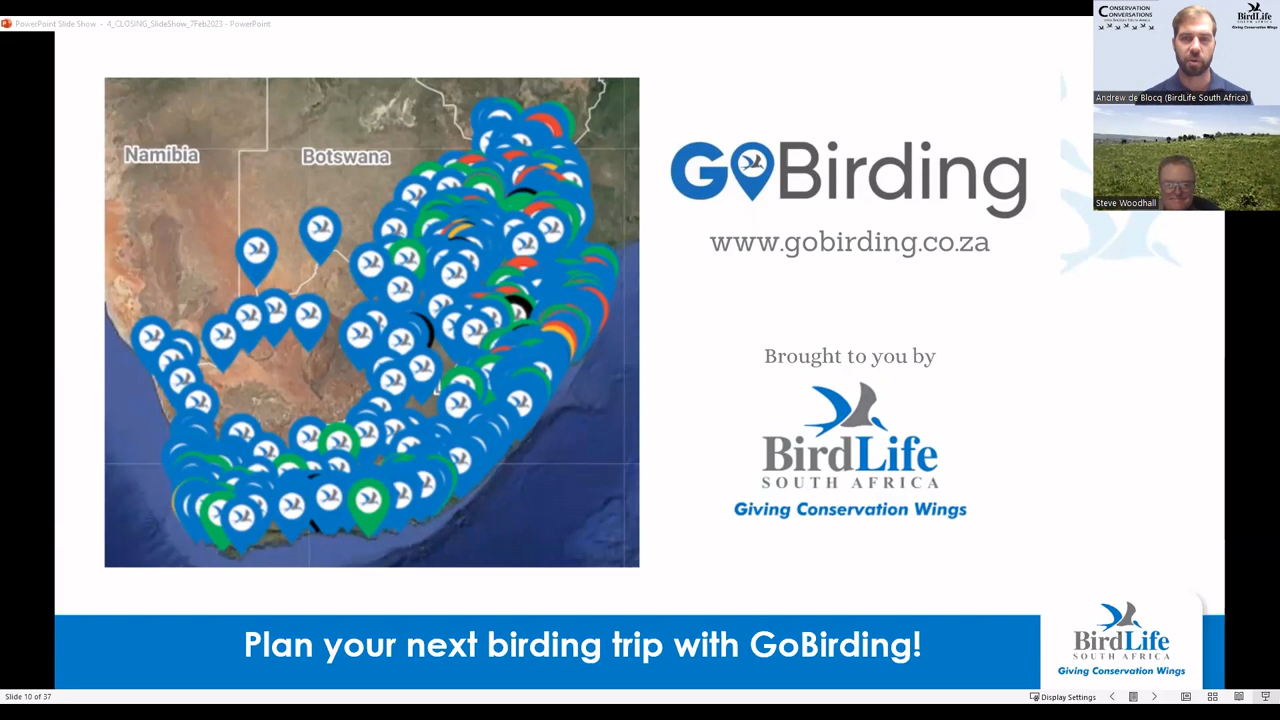 PowerPoint Slide Show - 4_CLOSING_SlideShow_7Feb2023 - PowerPoint
Namibia
Botswana
GoBirding
www.gobirding.co.za
Brought to you by
BirdLife
SOUTH AFRICA
Giving Conservation Wings
Plan your next birding trip with GoBirding!
BirdLife
SOUTH AFRICA
Giving Conservation Wings
CONSERVATION
CONVERSATIONS
BirdLife
Giving Conservation Wings
Andrew de Blocq (BirdLife South Africa)
Steve Woodhall
Slide 10 of 37
Display Settings